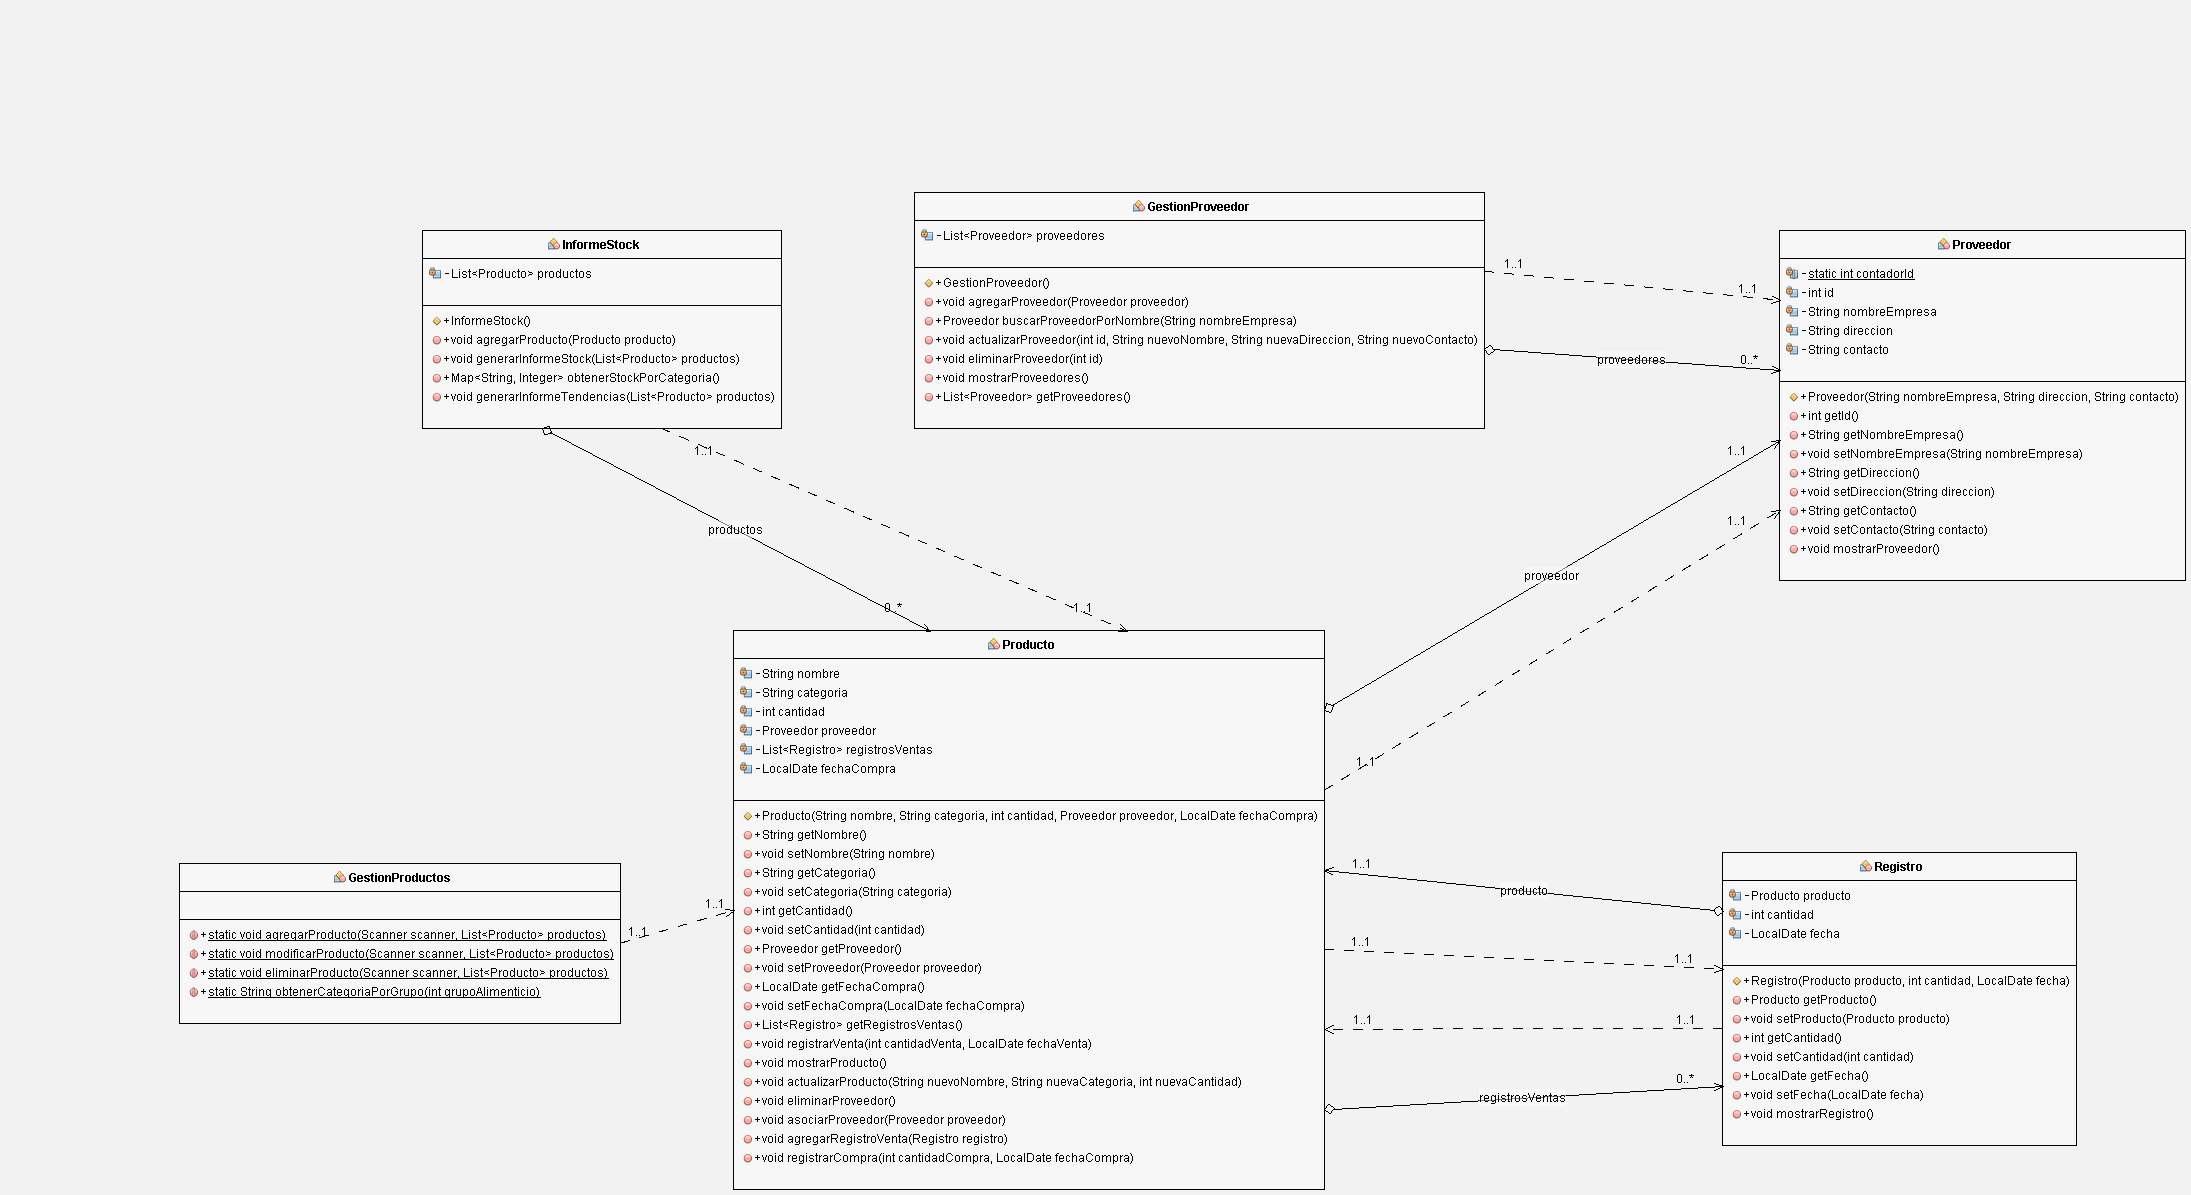 GestionProveedor
-List<Proveedor> proveedores
+GestionProveedor()
+void agregarProveedor(Proveedor proveedor)
+Proveedor buscarProveedorPorNombre(String nombreEmpresa)
+void actualizarProveedor(int id, String nuevoNombre, String nuevaDireccion, String nuevoContacto)
+void eliminarProveedor(int id)
+void mostrarProveedores()
+List<Proveedor> getProveedores()
InformeStock
-List<Producto> productos
+InformeStock()
+void agregarProducto(Producto producto)
+void generarInformeStock(List<Producto> productos)
+Map<String, Integer> obtenerStockPorCategoria()
+void generarInformeTendencias(List<Producto> productos)
Proveedor
-static int contadorId
-int id
-String nombreEmpresa
-String direccion
-String contacto
+Proveedor(String nombreEmpresa, String direccion, String contacto)
+int getId()
+String getNombreEmpresa()
+void setNombreEmpresa(String nombreEmpresa)
+String getDireccion()
+void setDireccion(String direccion)
+String getContacto()
+void setContacto(String contacto)
+void mostrarProveedor()
1..1
1..1
proveedores
0..*
1..1
productos
0..*
1..1
1..1
proveedor
1..1
1..1
Producto
-String nombre
-String categoria
-int cantidad
-Proveedor proveedor
-List<Registro> registrosVentas
-LocalDate fechaCompra
+Producto(String nombre, String categoria, int cantidad, Proveedor proveedor, LocalDate fechaCompra)
+String getNombre()
+void setNombre(String nombre)
+String getCategoria()
+void setCategoria(String categoria)
+int getCantidad()
+void setCantidad(int cantidad)
+Proveedor getProveedor()
+void setProveedor(Proveedor proveedor)
+LocalDate getFechaCompra()
+void setFechaCompra(LocalDate fechaCompra)
+List<Registro> getRegistrosVentas()
+void registrarVenta(int cantidadVenta, LocalDate fechaVenta)
+void mostrarProducto()
+void actualizarProducto(String nuevoNombre, String nuevaCategoria, int nuevaCantidad)
+void eliminarProveedor()
+void asociarProveedor(Proveedor proveedor)
+void agregarRegistroVenta(Registro registro)
+void registrarCompra(int cantidadCompra, LocalDate fechaCompra)
GestionProductos
+static void agregarProducto(Scanner scanner, List<Producto> productos)
+static void modificarProducto(Scanner scanner, List<Producto> productos)
+static void eliminarProducto(Scanner scanner, List<Producto> productos)
+static String obtenerCategoriaPorGrupo(int grupoAlimenticio)
1..1
1..1
1..1
producto
1..1
1..1
1..1
1..1
0..*
registrosVentas
Registro
-Producto producto
-int cantidad
-LocalDate fecha
+Registro(Producto producto, int cantidad, LocalDate fecha)
+Producto getProducto()
+void setProducto(Producto producto)
+int getCantidad()
+void setCantidad(int cantidad)
+LocalDate getFecha()
+void setFecha(LocalDate fecha)
+void mostrarRegistro()